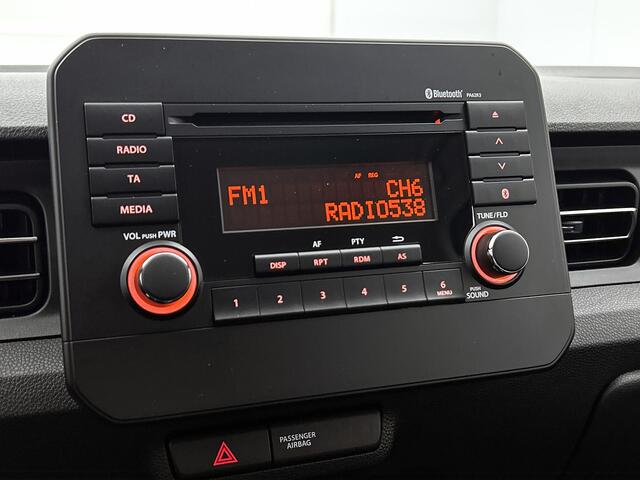 Bluetooth PA62R3
CD
RADIO
TA
MEDIA
AF REG
FM1 CH6
RADIO538
VOL PUSH PWR
TUNE/FLD
AF PTY
DISP RPT RDM AS
1 2 3 4 5 6
MENU
PUSH
SOUND
PASSENGER
AIRBAG